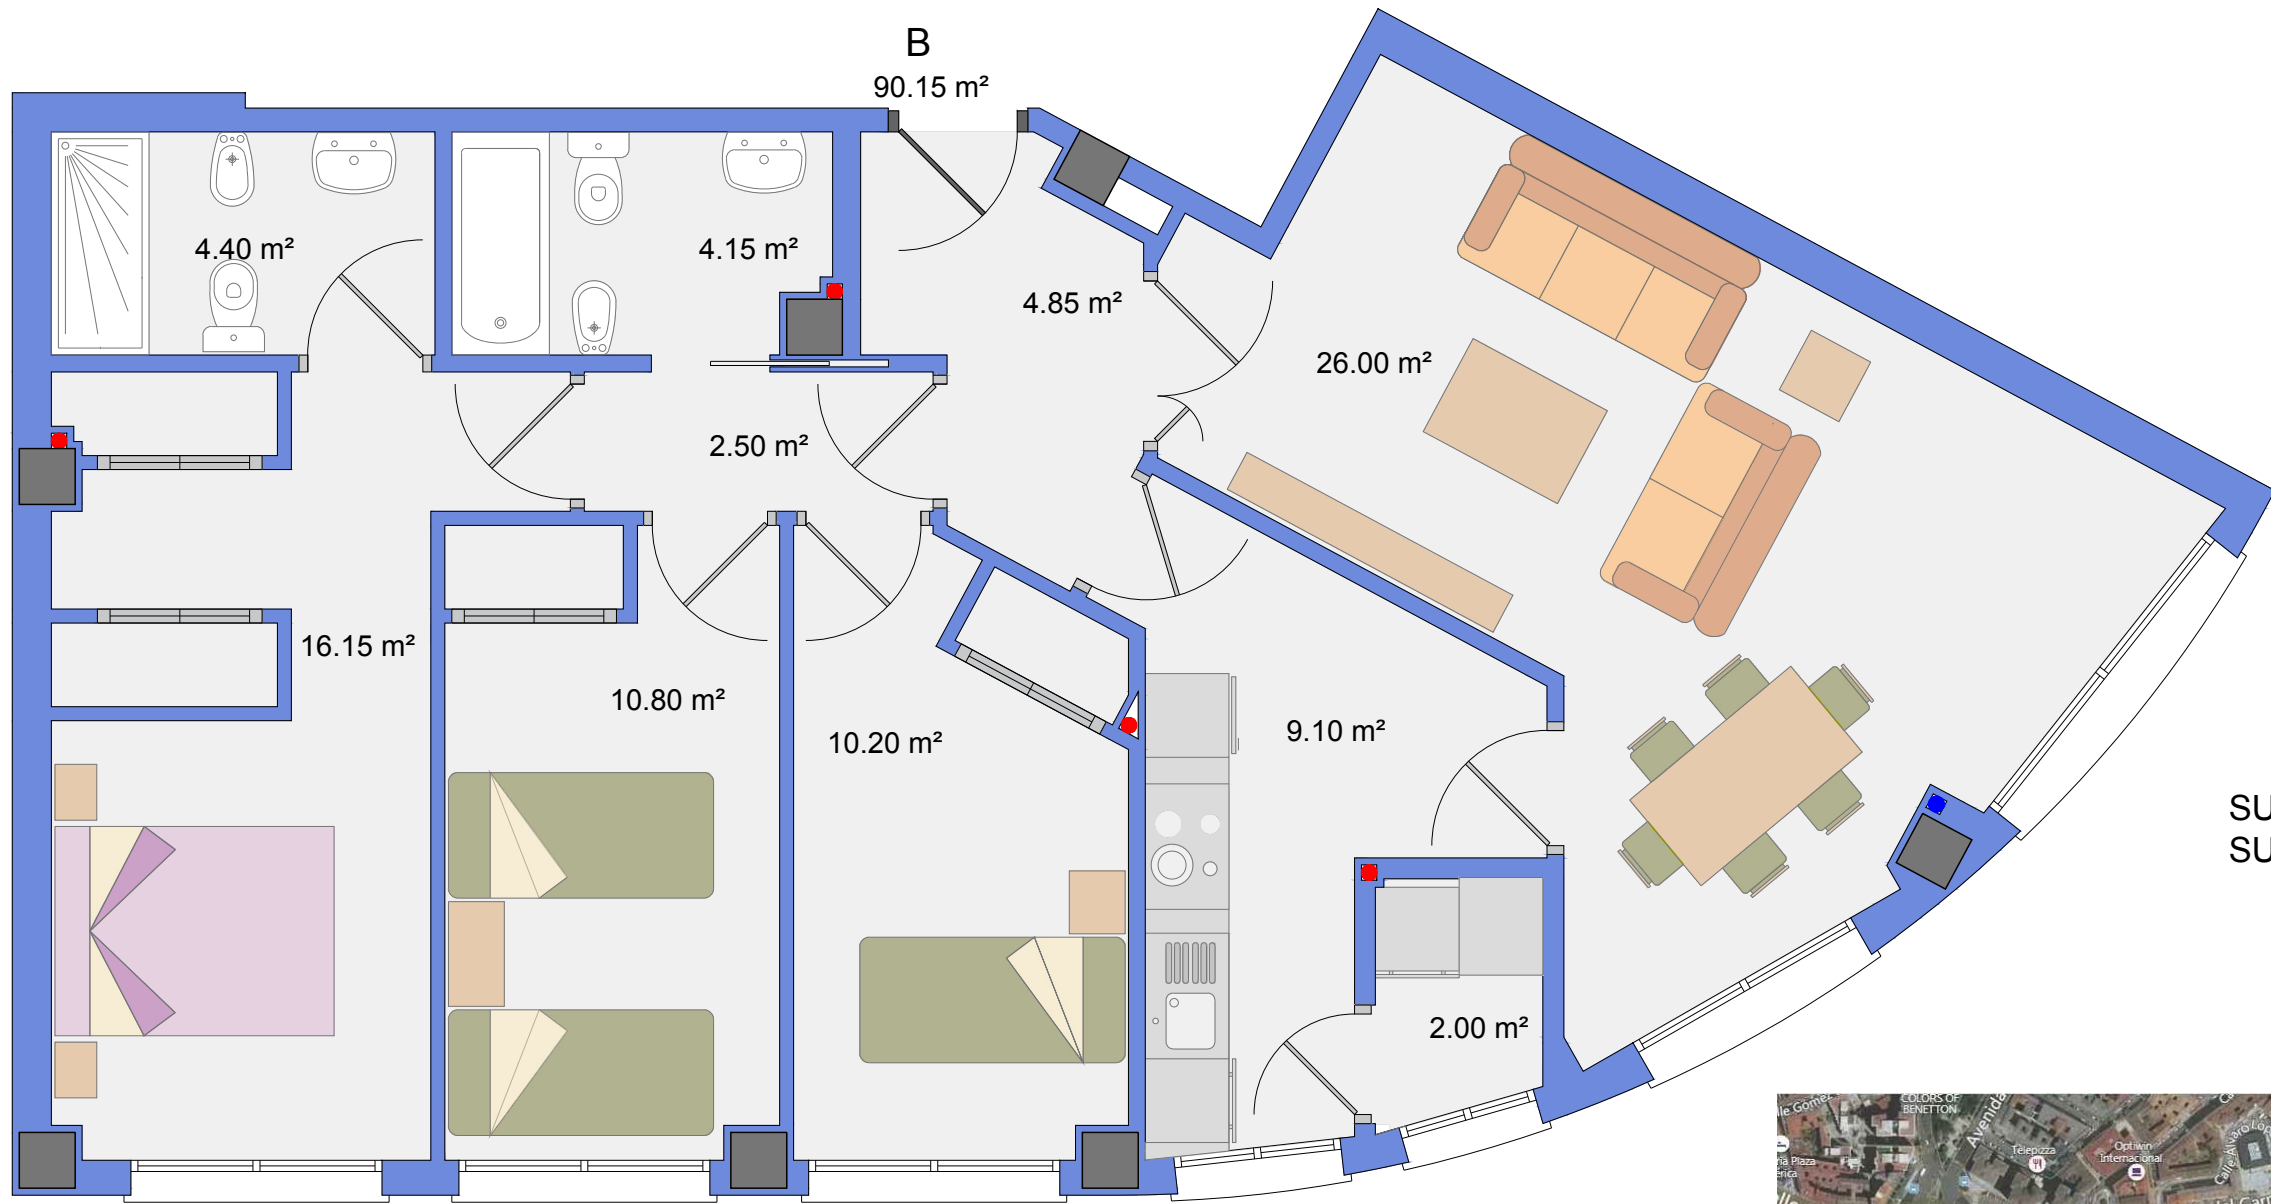 B
90.15 m²
4.40 m²
4.15 m²
4.85 m²
26.00 m²
2.50 m²
16.15 m²
10.80 m²
10.20 m²
9.10 m²
SU
SU
2.00 m²
COLORS OF
BENETTON
Avenida
Telepizza
Optiwin
Internacional
Plaza